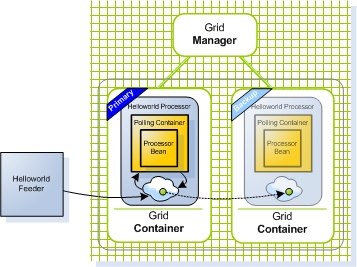 Grid
Manager
Primary
Helloworld Processor
Polling Container
Processor
Bean
Grid
Container
Backup
Helloworld Processor
Polling Container
Processor
Bean
Grid
Container
Helloworld
Feeder